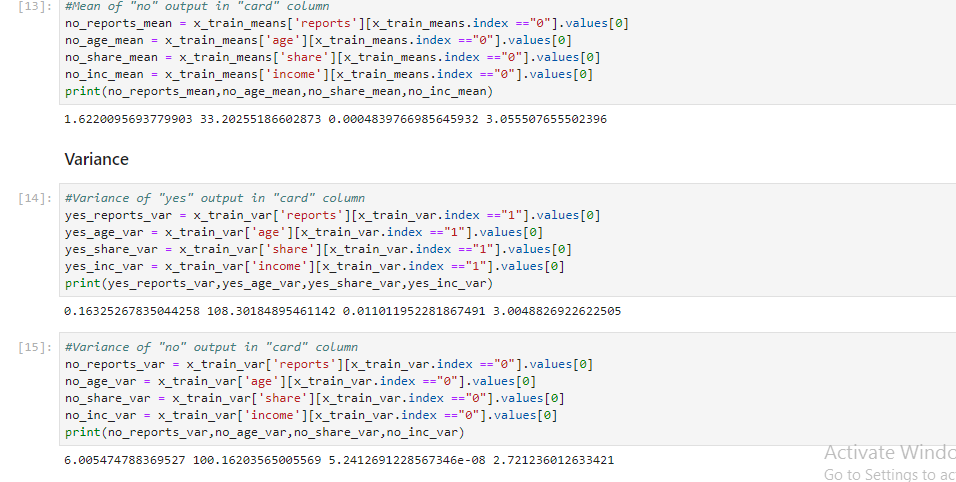 [13]: #Mean of "no" output in "card" column
no_reports_mean = x_train_means['reports'][x_train_means.index =="0"].values[0]
no_age_mean = x_train_means['age'][x_train_means.index =="0"].values[0]
no_share_mean = x_train_means['share'][x_train_means.index =="0"].values[0]
no_inc_mean = x_train_means['income'][x_train_means.index =="0"].values[0]
print(no_reports_mean,no_age_mean,no_share_mean,no_inc_mean)
1.6220095693779903 33.20255186602873 0.0004839766985645932 3.055507655502396
Variance
[14]: #Variance of "yes" output in "card" column
yes_reports_var = x_train_var['reports'][x_train_var.index =="1"].values[0]
yes_age_var = x_train_var['age'][x_train_var.index =="1"].values[0]
yes_share_var = x_train_var['share'][x_train_var.index =="1"].values[0]
yes_inc_var = x_train_var['income'][x_train_var.index =="1"].values[0]
print(yes_reports_var,yes_age_var,yes_share_var,yes_inc_var)
0.16325267835044258 108.30184895461142 0.011011952281867491 3.0048826922622505
[15]: #Variance of "no" output in "card" column
no_reports_var = x_train_var['reports'][x_train_var.index =="0"].values[0]
no_age_var = x_train_var['age'][x_train_var.index =="0"].values[0]
no_share_var = x_train_var['share'][x_train_var.index =="0"].values[0]
no_inc_var = x_train_var['income'][x_train_var.index =="0"].values[0]
print(no_reports_var,no_age_var,no_share_var,no_inc_var)
6.005474788369527 100.16203565005569 5.2412691228567346e-08 2.721236012633421
Activate Windo
Go to Settings to ac